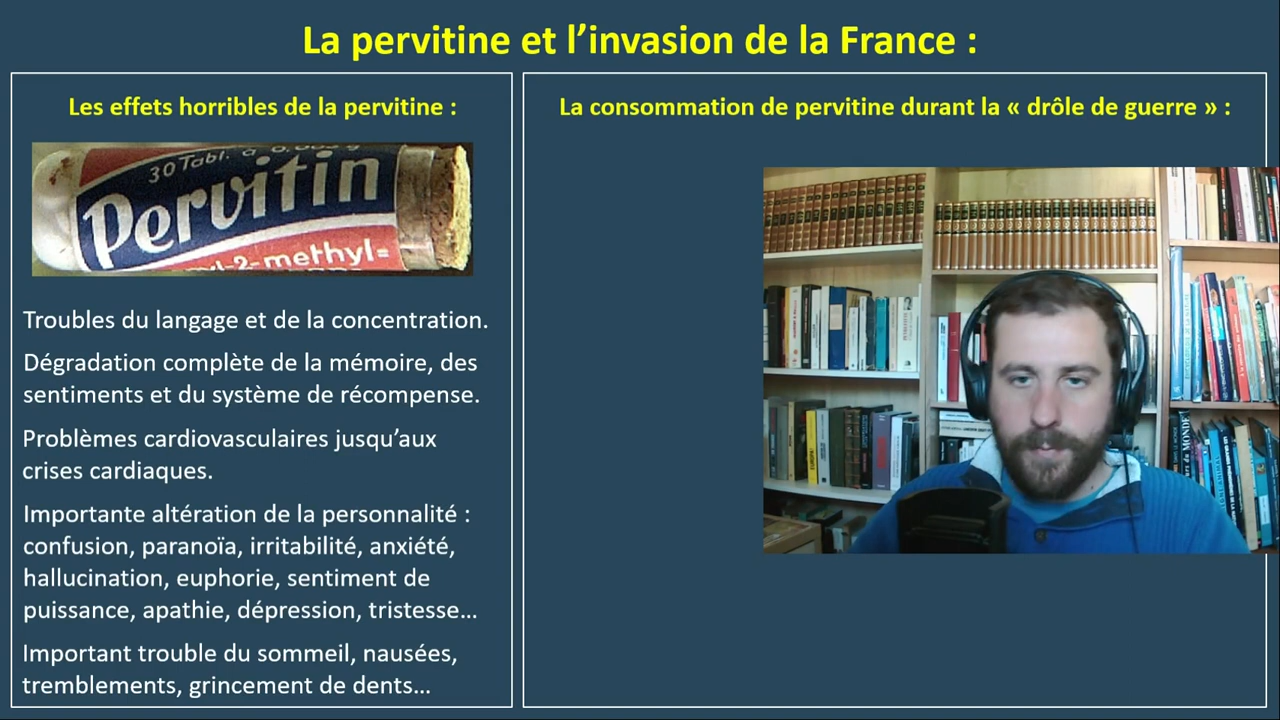 La pervitine et l’invasion de la France :
Les effets horribles de la pervitine :
30 Tabl. à
Pervitin
-2-methyl=
Troubles du langage et de la concentration.
Dégradation complète de la mémoire, des
sentiments et du système de récompense.
Problèmes cardiovasculaires jusqu’aux
crises cardiaques.
Importante altération de la personnalité :
confusion, paranoïa, irritabilité, anxiété,
hallucination, euphorie, sentiment de
puissance, apathie, dépression, tristesse…
Important trouble du sommeil, nausées,
tremblements, grincement de dents…
La consommation de pervitine durant la « drôle de guerre » :
du MONDE